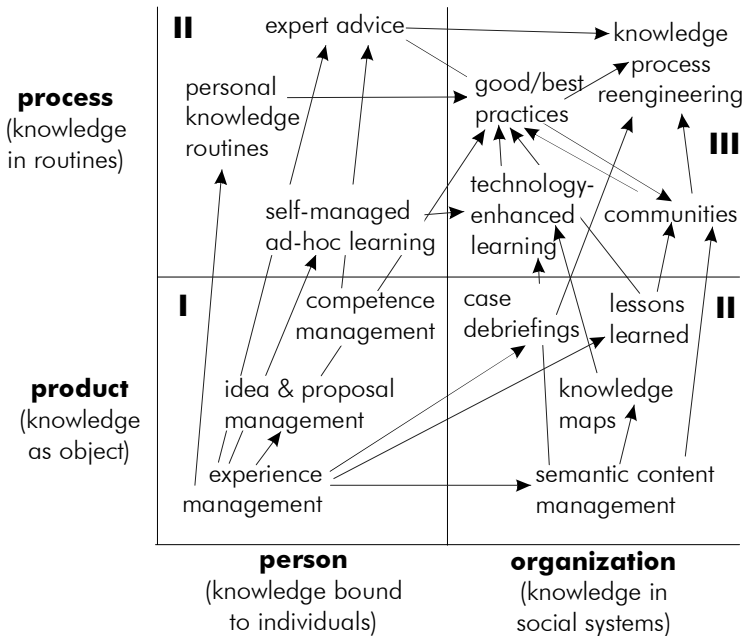 II
expert advice
knowledge
process
reengineering
personal
knowledge
routines
good/best
practices
process
(knowledge
in routines)
III
self-managed
ad-hoc learning
technology-
enhanced
learning
communities
I
competence
management
case
debriefings
lessons
learned
II
product
(knowledge
as object)
idea & proposal
management
knowledge
maps
experience
management
semantic content
management
person
(knowledge bound
to individuals)
organization
(knowledge in
social systems)